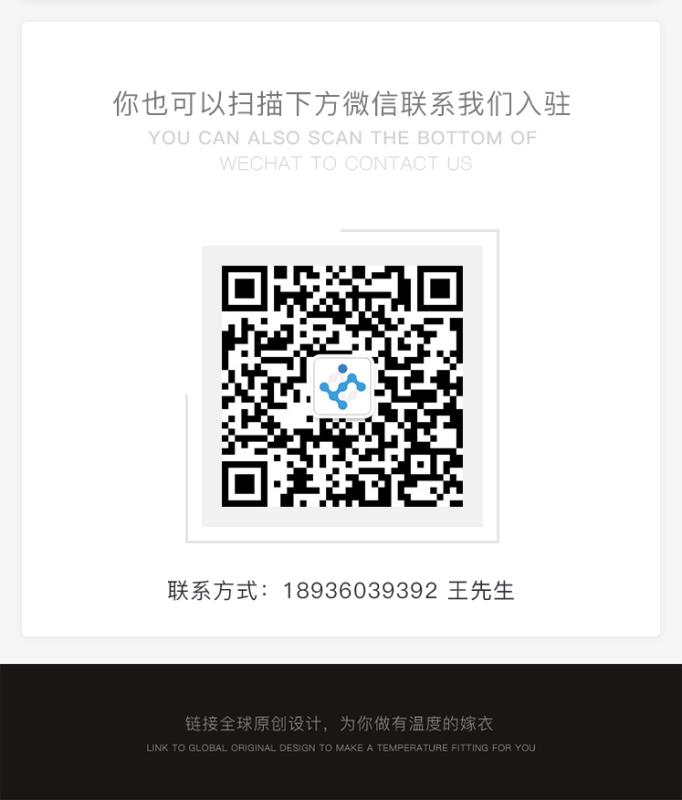 你也可以扫描下方微信联系我们入驻
YOU CAN ALSO SCAN THE BOTTOM OF
WECHAT TO CONTACT US
联系方式：18936039392 王先生
链接全球原创设计，为你做有温度的嫁衣
LINK TO GLOBAL ORIGINAL DESIGN TO MAKE A TEMPERATURE FITTING FOR YOU